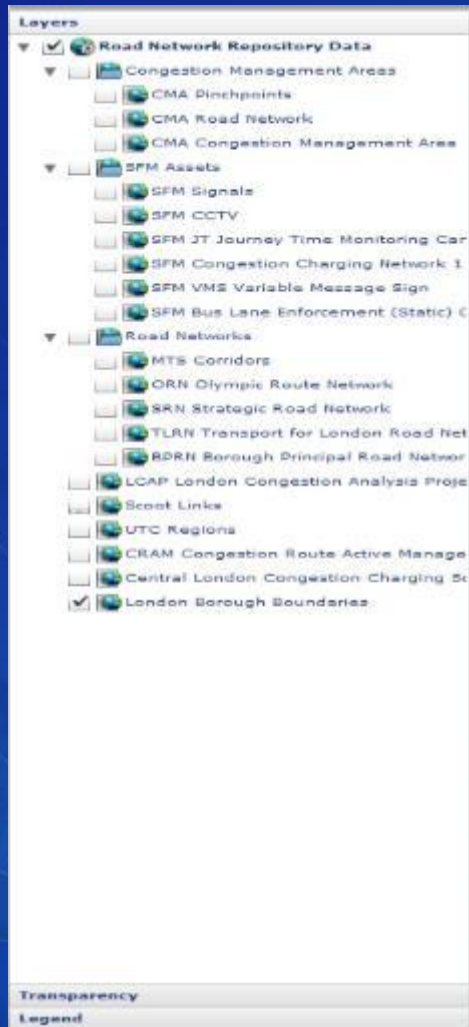 Layers
Road Network Repository Data
Congestion Management Areas
CMA Pinchpoints
CMA Road Network
CMA Congestion Management Area
SFM Assets
SFM Signals
SFM CCTV
SFM JT Journey Time Monitoring Car
SFM Congestion Charging Network 1
SFM VMS Variable Message Sign
SFM Bus Lane Enforcement (Static) C
Road Networks
MTS Corridors
ORN Olympic Route Network
SRN Strategic Road Network
TLRN Transport for London Road Net
BPRN Borough Principal Road Networ
LCAP London Congestion Analysis Proje
Scoot Links
UTC Regions
CRAM Congestion Route Active Manage
Central London Congestion Charging Sc
London Borough Boundaries
Transparency
Legend